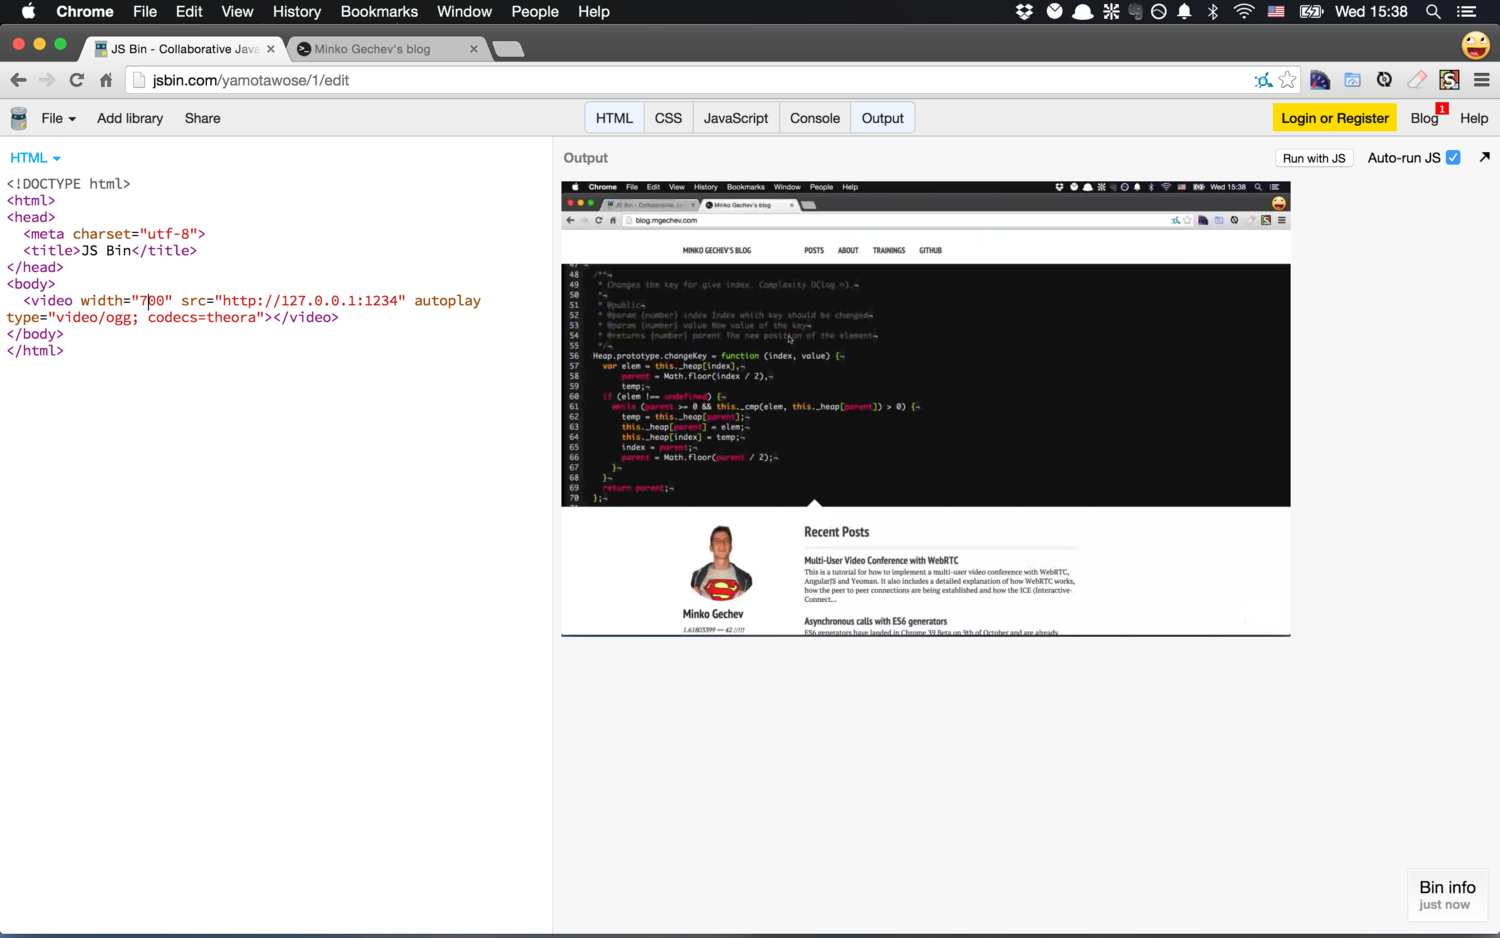 Chrome File Edit View History Bookmarks Window People Help Wed 15:38
JS Bin - Collaborative Java Minko Gechev's blog
jsbin.com/yamotawose/1/edit
File Add library Share HTML CSS JavaScript Console Output Login or Register Blog 1 Help
HTML
<!DOCTYPE html>
<html>
<head>
<meta charset="utf-8">
<title>JS Bin</title>
</head>
<body>
<video width="700" src="http://127.0.0.1:1234" autoplay
type="video/ogg; codecs=theora"></video>
</body>
</html>
Output Run with JS Auto-run JS
Chrome File Edit View History Bookmarks Window People Help Wed 15:38
JS Bin - Collaborative Java Minko Gechev's blog
blog.mgechev.com
MINKO GECHEV'S BLOG POSTS ABOUT TRAININGS GITHUB
47
48 /**¬
49 * Changes the key for give index. Complexity O(log n).¬
50 *¬
51 * @public¬
52 * @param {number} index Index which key should be changed¬
53 * @param {number} value New value of the key¬
54 * @returns {number} parent The new position of the element¬
55 */¬
56 Heap.prototype.changeKey = function (index, value) {¬
57 var elem = this._heap[index],¬
58 parent = Math.floor(index / 2),¬
59 temp;¬
60 if (elem !== undefined) {¬
61 while (parent >= 0 && this._cmp(elem, this._heap[parent]) > 0) {¬
62 temp = this._heap[parent];¬
63 this._heap[parent] = elem;¬
64 this._heap[index] = temp;¬
65 index = parent;¬
66 parent = Math.floor(parent / 2);¬
67 }¬
68 }¬
69 return parent;¬
70 };¬
Recent Posts
Multi-User Video Conference with WebRTC
This is a tutorial for how to implement a multi-user video conference with WebRTC,
AngularJS and Yeoman. It also includes a detailed explanation of how WebRTC works,
how the peer to peer connections are being established and how the ICE (Interactive-
Connect...
Minko Gechev
1.61803399 ~~ 42 //!!!
Asynchronous calls with ES6 generators
ES6 generators have landed in Chrome 39 Beta on 9th of October and are already
Bin info
just now